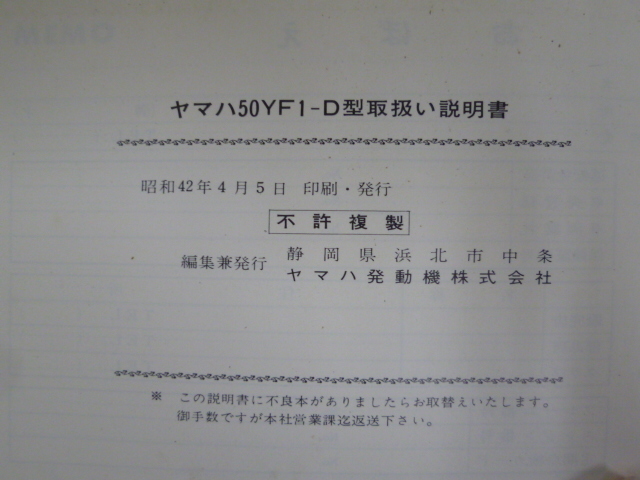 ヤマハ50YF1-D型取扱い説明書
昭和42年4月5日 印刷・発行
不許複製
編集兼発行 静岡県浜北市中条
ヤマハ発動機株式会社
※ この説明書に不良本がありましたらお取替えいたします。
御手数ですが本社営業課迄返送下さい。